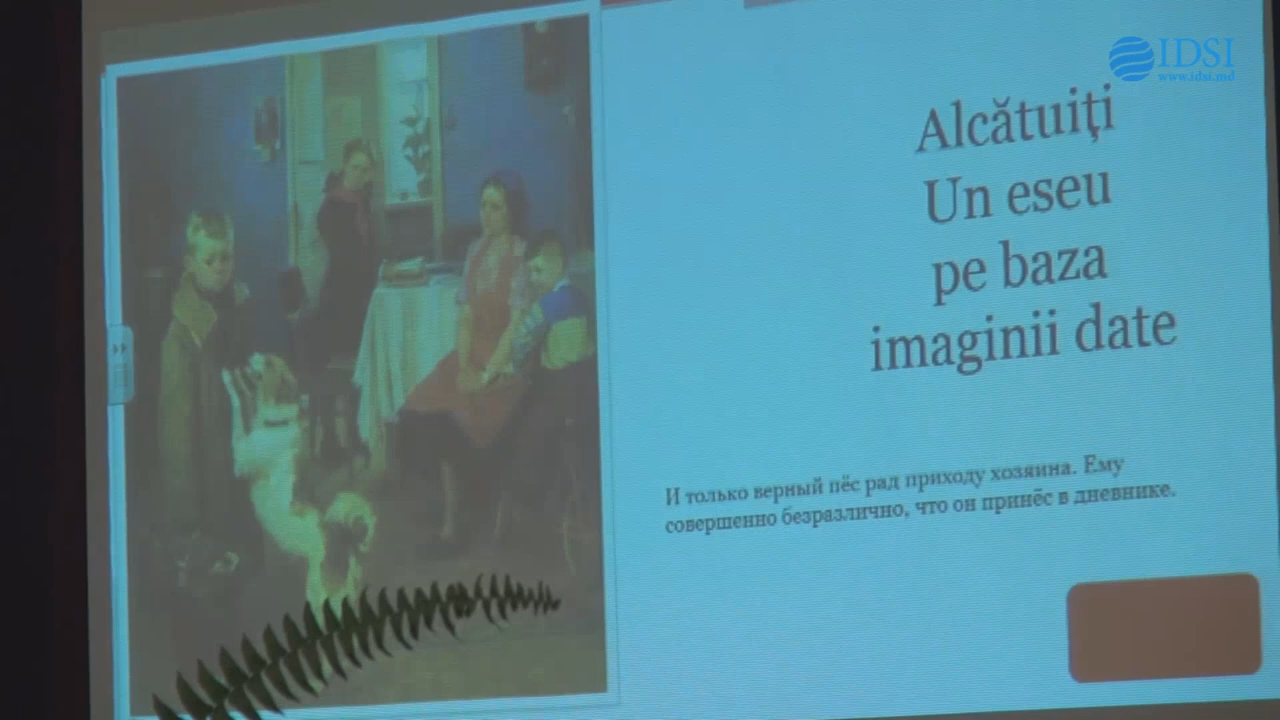 IDSI
www.idsi.md
Alcătuiţi
Un eseu
pe baza
imaginii date
И только верный пёс рад приходу хозяина. Ему
совершенно безразлично, что он принёс в дневнике.